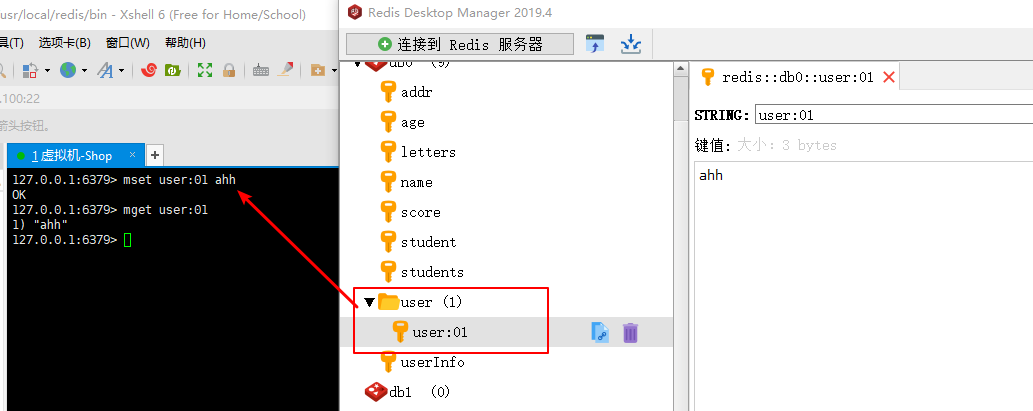 usr/local/redis/bin - Xshell 6 (Free for Home/School)
具(T) 选项卡(B) 窗口(W) 帮助(H)
.100:22
箭头按钮。
1 虚拟机-Shop × +
127.0.0.1:6379> mset user:01 ahh
OK
127.0.0.1:6379> mget user:01
1) "ahh"
127.0.0.1:6379>
Redis Desktop Manager 2019.4
连接到 Redis 服务器
db0 (9)
addr
age
letters
name
score
student
students
user (1)
user:01
userInfo
db1 (0)
redis::db0::user:01
STRING: user:01
键值: 大小: 3 bytes
ahh